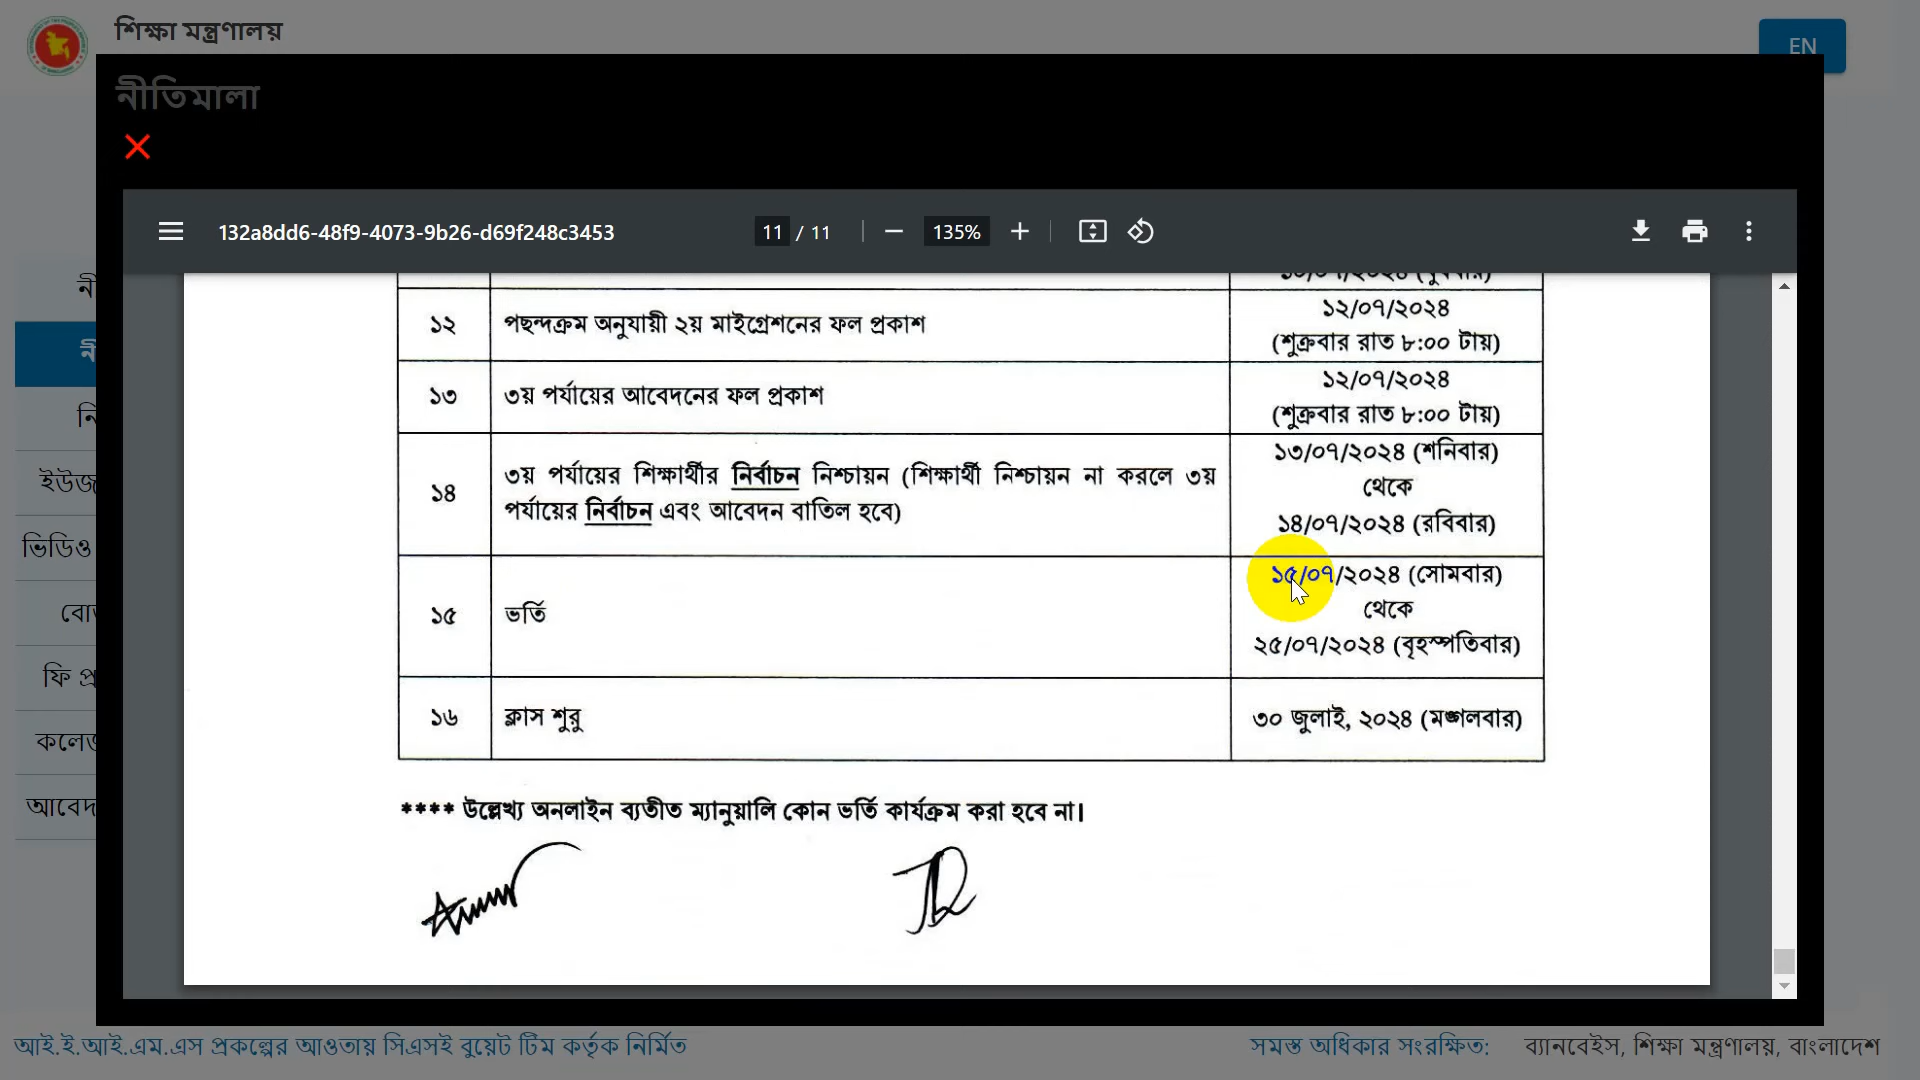 শিক্ষা মন্ত্রণালয়
EN
নীতিমালা
132a8dd6-48f9-4073-9b26-d69f248c3453
11 / 11
135%
১০/০৭/২০২৪ (বুধবার)
১২ পছন্দক্রম অনুযায়ী ২য় মাইগ্রেশনের ফল প্রকাশ ১২/০৭/২০২৪
(শুক্রবার রাত ৮:০০ টায়)
১৩ ৩য় পর্যায়ের আবেদনের ফল প্রকাশ ১২/০৭/২০২৪
(শুক্রবার রাত ৮:০০ টায়)
১৪ ৩য় পর্যায়ের শিক্ষার্থীর নির্বাচন নিশ্চায়ন (শিক্ষার্থী নিশ্চায়ন না করলে ৩য়
পর্যায়ের নির্বাচন এবং আবেদন বাতিল হবে)
১৩/০৭/২০২৪ (শনিবার)
থেকে
১৪/০৭/২০২৪ (রবিবার)
১৫ ভর্তি
১৫/০৭/২০২৪ (সোমবার)
থেকে
২৫/০৭/২০২৪ (বৃহস্পতিবার)
১৬ ক্লাস শুরু ৩০ জুলাই, ২০২৪ (মঙ্গলবার)
**** উল্লেখ্য অনলাইন ব্যতীত ম্যানুয়ালি কোন ভর্তি কার্যক্রম করা হবে না।
ভিডিও
আই.ই.আই.এম.এস প্রকল্পের আওতায় সিএসই বুয়েট টিম কর্তৃক নির্মিত
সমস্ত অধিকার সংরক্ষিত: ব্যানবেইস, শিক্ষা মন্ত্রণালয়, বাংলাদেশ